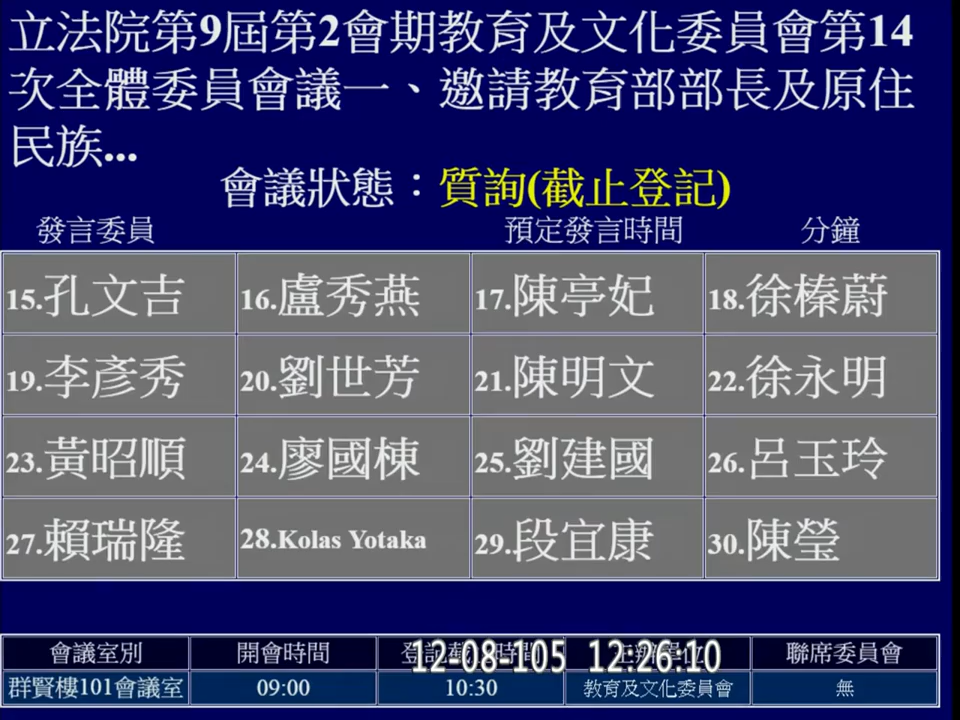 立法院第9屆第2會期教育及文化委員會第14
次全體委員會議一、邀請教育部部長及原住
民族...
會議狀態：質詢(截止登記)
發言委員 預定發言時間 分鐘
15.孔文吉 16.盧秀燕 17.陳亭妃 18.徐榛蔚
19.李彥秀 20.劉世芳 21.陳明文 22.徐永明
23.黃昭順 24.廖國棟 25.劉建國 26.呂玉玲
27.賴瑞隆 28.Kolas Yotaka 29.段宜康 30.陳瑩
會議室別 開會時間 聯席委員會
12-08-105 12:26:10
群賢樓101會議室 09:00 10:30 教育及文化委員會 無